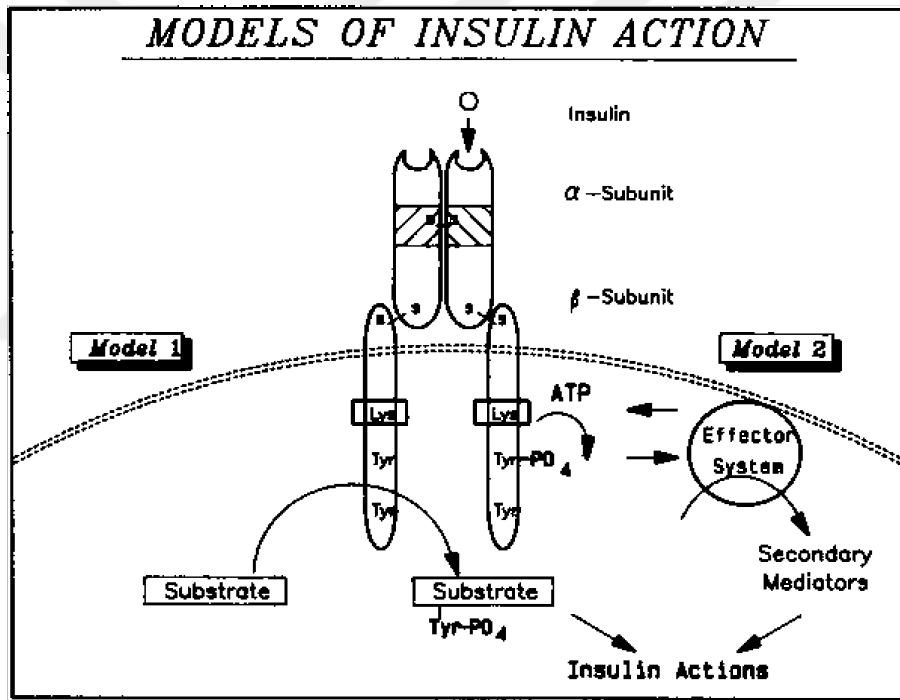 MODELS OF INSULIN ACTION
Insulin
α-Subunit
s s
β-Subunit
s s s s
Model 1
Model 2
Lys
Lys
ATP
Effector
System
Tyr
Tyr-PO4
Tyr
Tyr
Secondary
Mediators
Substrate
Substrate
Tyr-PO4
Insulin Actions